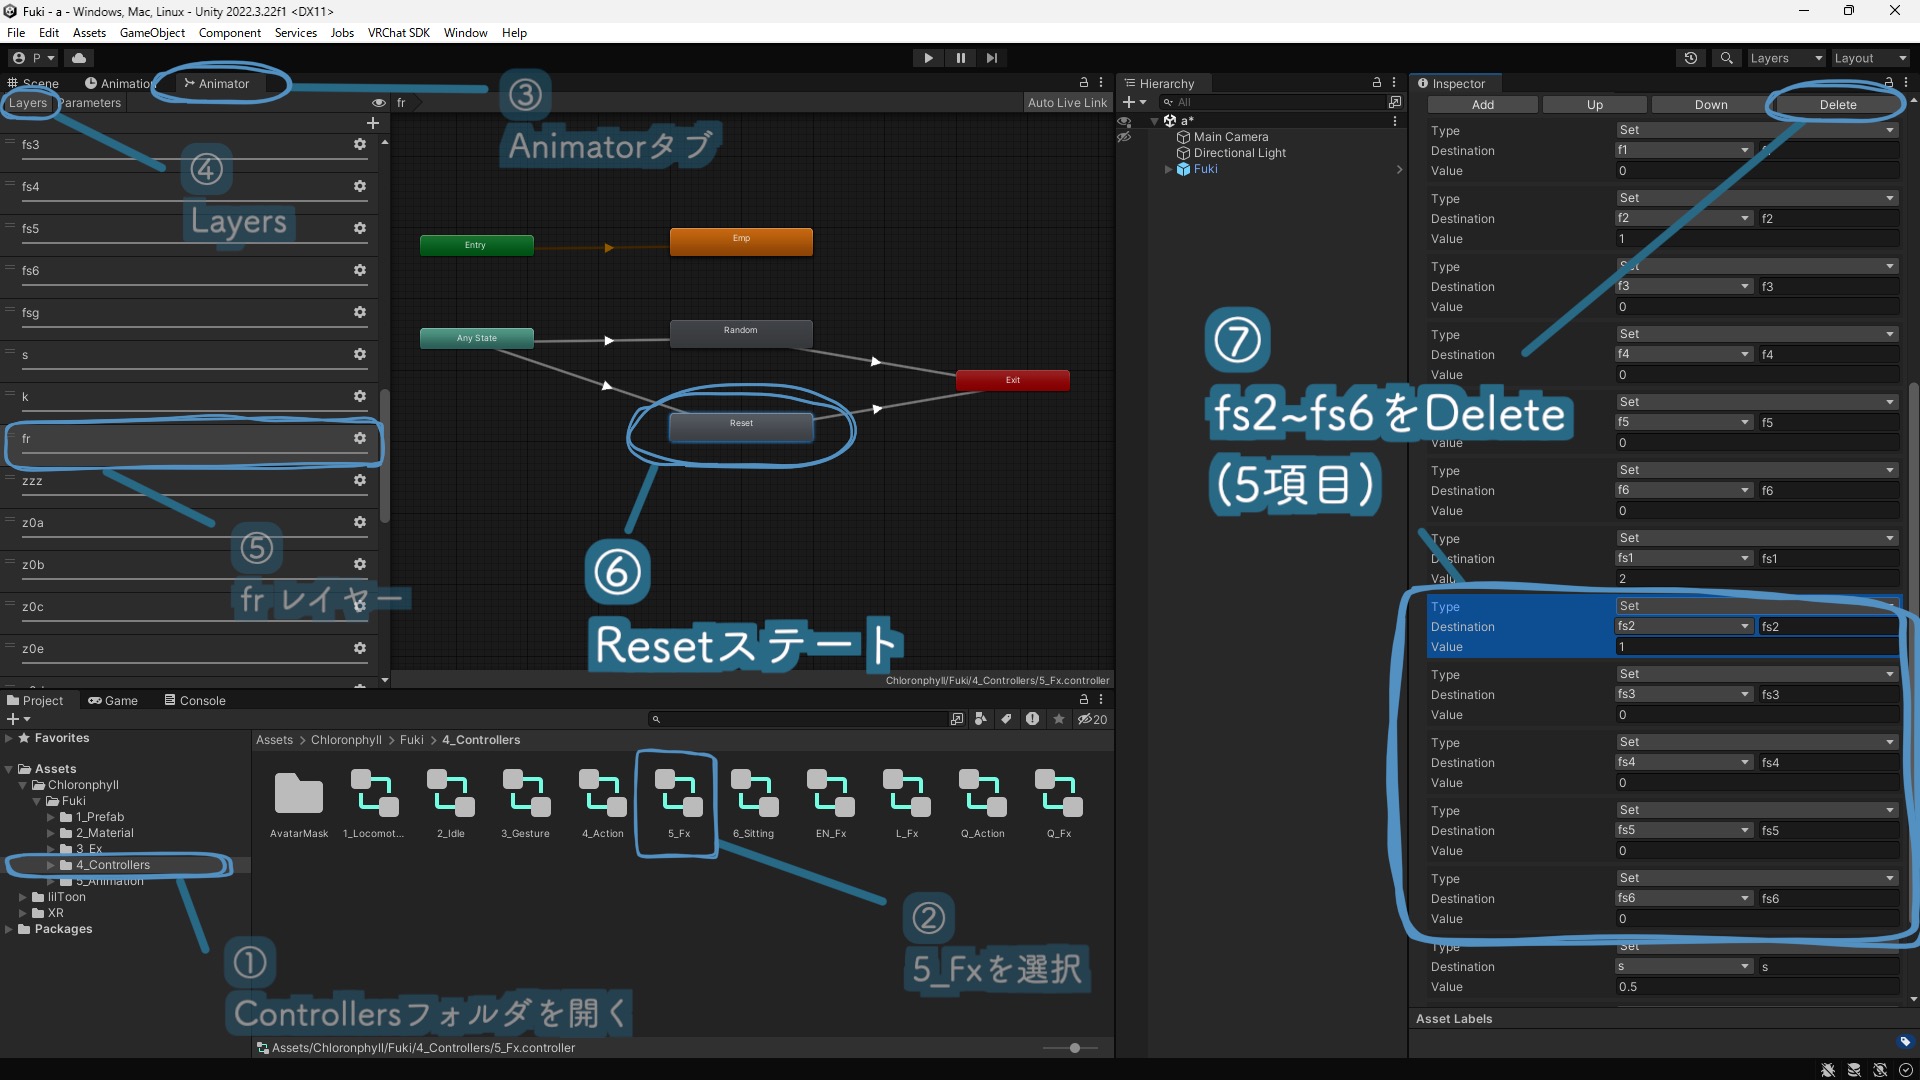 Fuki - a - Windows, Mac, Linux - Unity 2022.3.22f1 <DX11>
File Edit Assets GameObject Component Services Jobs VRChat SDK Window Help
P
Layers
Layout
Scene
Animation
Animator
Layers
Parameters
fs3
fs4
fs5
fs6
fsg
s
k
fr
zzz
z0a
z0b
z0c
z0e
fr
Auto Live Link
Entry
Emp
Any State
Random
Exit
Reset
Chloronphyll/Fuki/4_Controllers/5_Fx.controller
③
Animatorタブ
④
Layers
⑤
fr レイヤー
⑥
Resetステート
Hierarchy
All
a*
Main Camera
Directional Light
Fuki
⑦
fs2~fs6をDelete
(5項目)
Inspector
Add
Up
Down
Delete
Type Set
Destination f1
Value 0
Type Set
Destination f2 f2
Value 1
Type Set
Destination f3 f3
Value 0
Type Set
Destination f4 f4
Value 0
Set
f5 f5
Value 0
Type Set
Destination f6 f6
Value 0
Type Set
Destination fs1 fs1
Value 2
Type Set
Destination fs2 fs2
Value 1
Type Set
Destination fs3 fs3
Value 0
Type Set
Destination fs4 fs4
Value 0
Type Set
Destination fs5 fs5
Value 0
Type Set
Destination fs6 fs6
Value 0
Type Set
Destination s s
Value 0.5
Asset Labels
Project
Game
Console
20
Favorites
Assets
Chloronphyll
Fuki
1_Prefab
2_Material
3_Ex
4_Controllers
5_Animation
lilToon
XR
Packages
Assets > Chloronphyll > Fuki > 4_Controllers
AvatarMask
1_Locomot...
2_Idle
3_Gesture
4_Action
5_Fx
6_Sitting
EN_Fx
L_Fx
Q_Action
Q_Fx
①
Controllersフォルダを開く
②
5_Fxを選択
Assets/Chloronphyll/Fuki/4_Controllers/5_Fx.controller